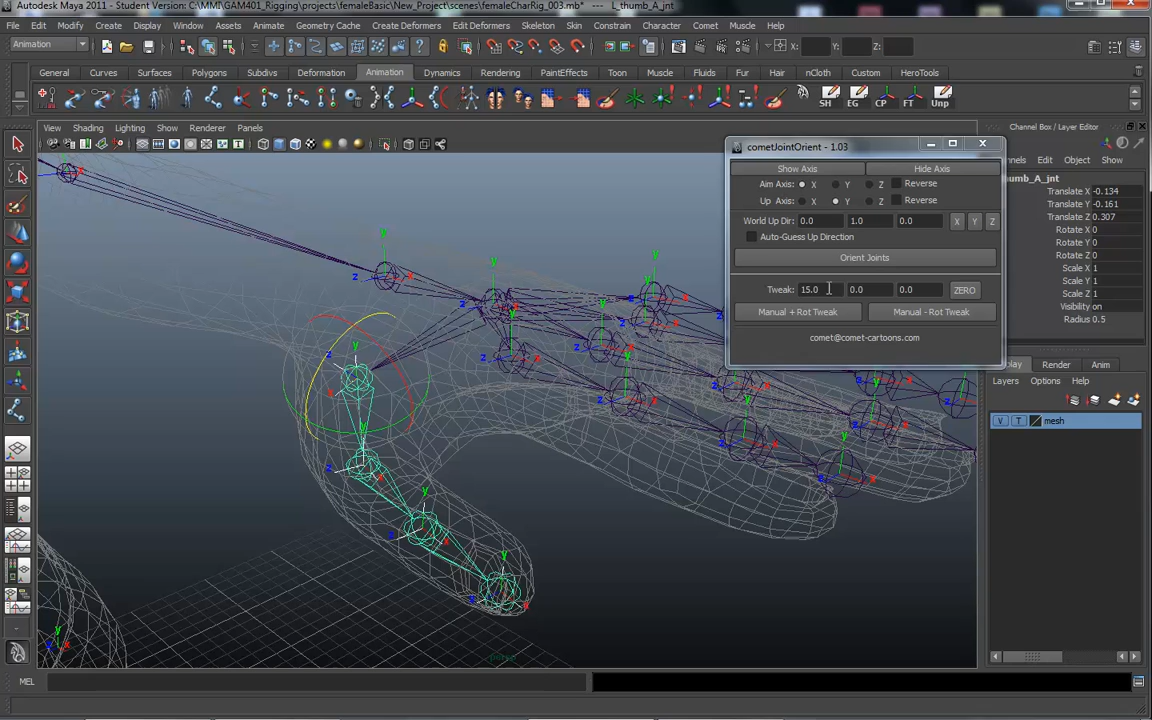 Autodesk Maya 2011 - Student Version: C:\MMI\GAM401_Rigging\projects\femaleBasic\New_Project\scenes\femaleCharRig_003.mb* --- L_thumb_A_jnt
File Edit Modify Create Display Window Assets Animate Geometry Cache Create Deformers Edit Deformers Skeleton Skin Constrain Character Comet Muscle Help
Animation X: Y: Z:
General Curves Surfaces Polygons Subdivs Deformation Animation Dynamics Rendering PaintEffects Toon Muscle Fluids Fur Hair nCloth Custom HeroTools
SH EG CP FT Unp
View Shading Lighting Show Renderer Panels
Channel Box / Layer Editor
cometJointOrient - 1.03
Show Axis Hide Axis
Aim Axis: X Y Z Reverse
Up Axis: X Y Z Reverse
World Up Dir: 0.0 1.0 0.0 X Y Z
Auto-Guess Up Direction
Orient Joints
Tweak: 15.0 0.0 0.0 ZERO
Manual + Rot Tweak Manual - Rot Tweak
comet@comet-cartoons.com
Edit Object Show
Translate X -0.134
Translate Y -0.161
Translate Z 0.307
Rotate X 0
Rotate Y 0
Rotate Z 0
Scale X 1
Scale Y 1
Scale Z 1
Visibility on
Radius 0.5
Render Anim
Layers Options Help
V T mesh
persp
MEL